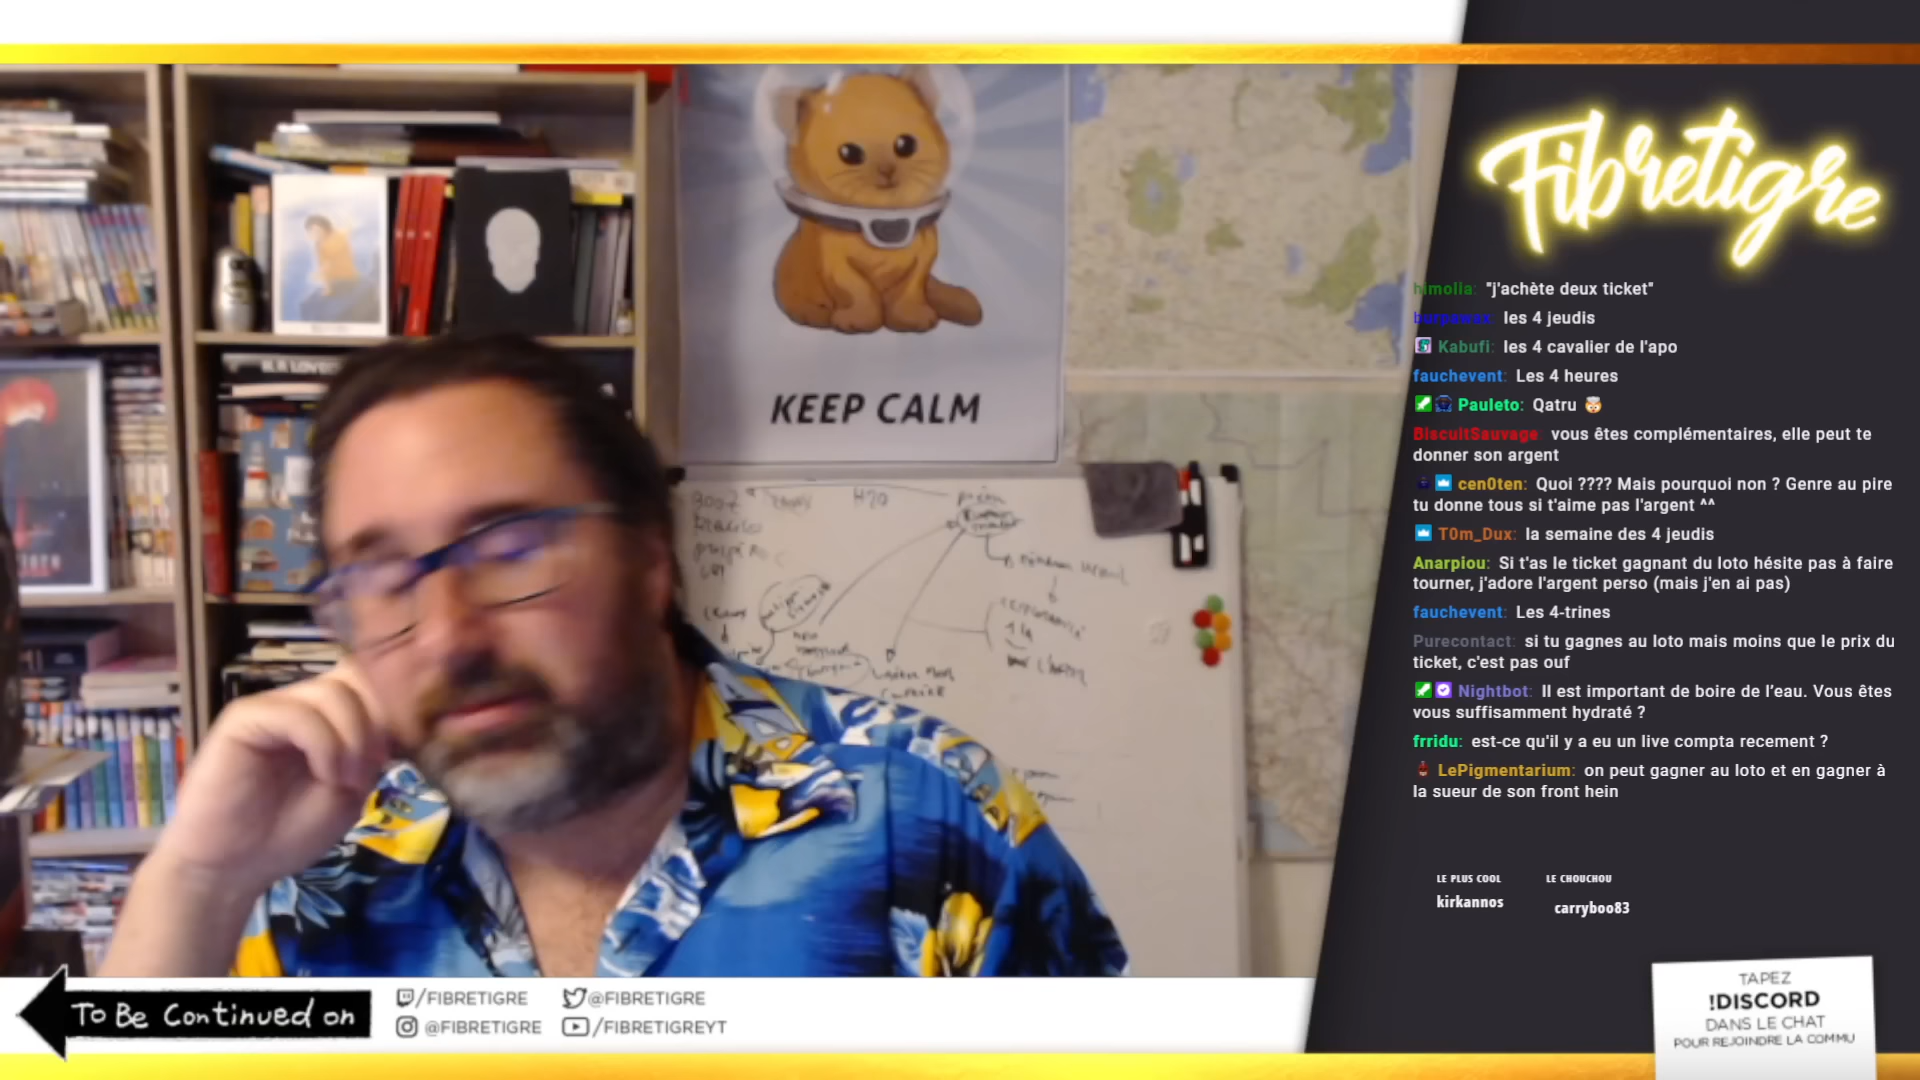 Fibretigre
himolia: "j'achète deux ticket"
les 4 jeudis
Kabufi: les 4 cavalier de l'apo
fauchevent: Les 4 heures
Pauleto: Qatru 🤯
BiscuitSauvage: vous êtes complémentaires, elle peut te
donner son argent
cen0ten: Quoi ???? Mais pourquoi non ? Genre au pire
tu donne tous si t'aime pas l'argent ^^
T0m_Dux: la semaine des 4 jeudis
Anarpiou: Si t'as le ticket gagnant du loto hésite pas à faire
tourner, j'adore l'argent perso (mais j'en ai pas)
fauchevent: Les 4-trines
Purecontact: si tu gagnes au loto mais moins que le prix du
ticket, c'est pas ouf
Nightbot: Il est important de boire de l'eau. Vous êtes
vous suffisamment hydraté ?
frridu: est-ce qu'il y a eu un live compta recement ?
LePigmentarium: on peut gagner au loto et en gagner à
la sueur de son front hein
LE PLUS COOL
kirkannos
LE CHOUCHOU
carryboo83
TAPEZ
!DISCORD
DANS LE CHAT
POUR REJOINDRE LA COMMU
KEEP CALM
H2O
To Be Continued on
/FIBRETIGRE
@FIBRETIGRE
@FIBRETIGRE
/FIBRETIGREYT